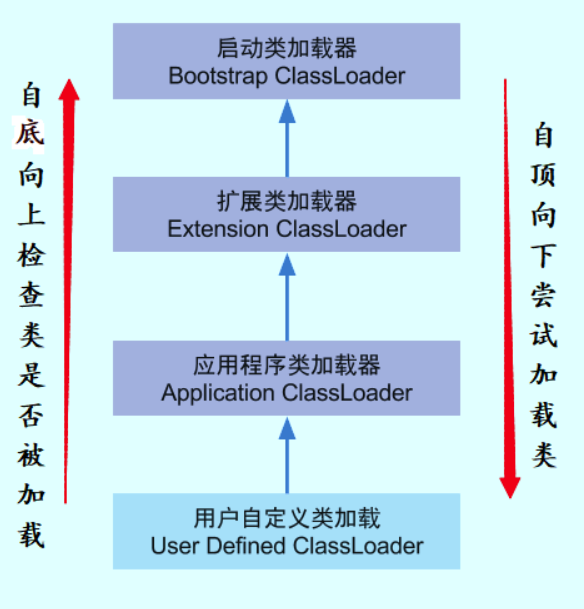 启动类加载器
Bootstrap ClassLoader
扩展类加载器
Extension ClassLoader
应用程序类加载器
Application ClassLoader
用户自定义类加载
User Defined ClassLoader
自底向上检查类是否被加载
自顶向下尝试加载类